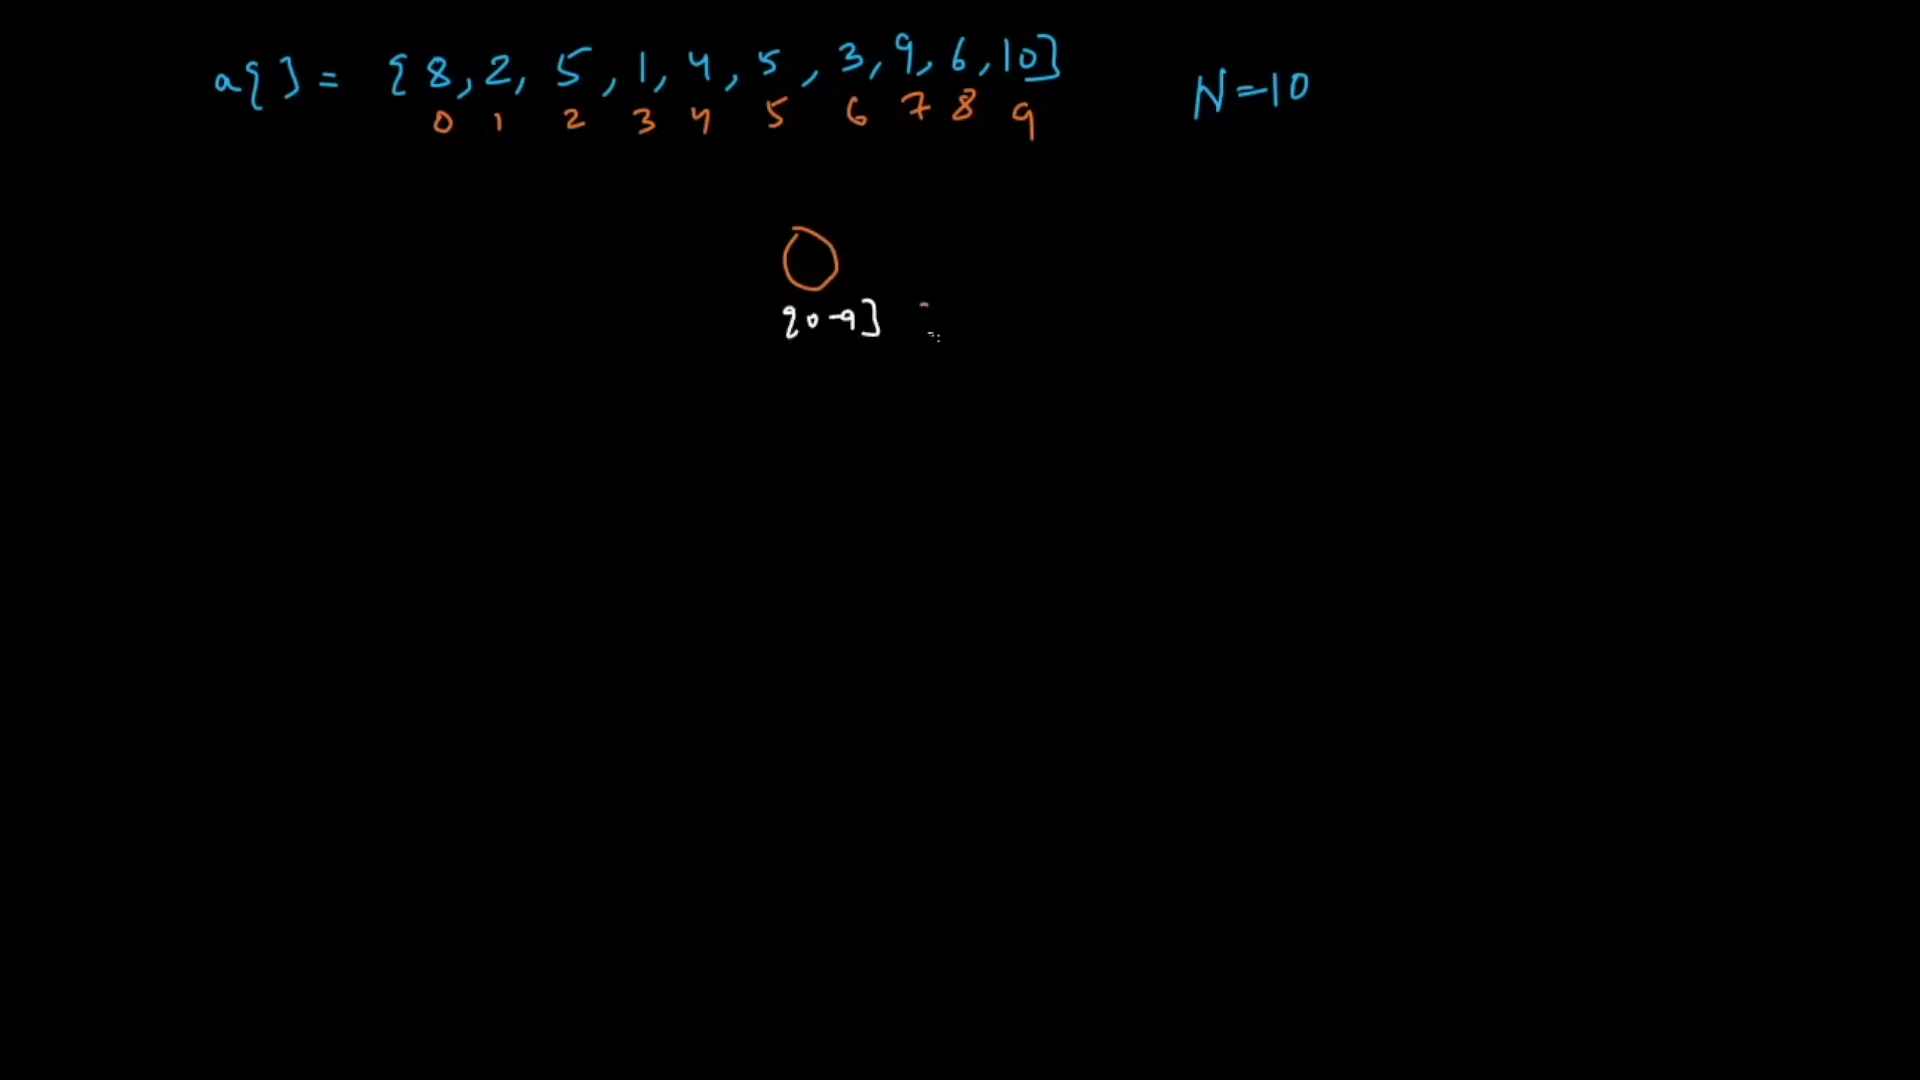 a[] = {8, 2, 5, 1, 4, 5, 3, 9, 6, 10}
0 1 2 3 4 5 6 7 8 9
N=10
[0-9]